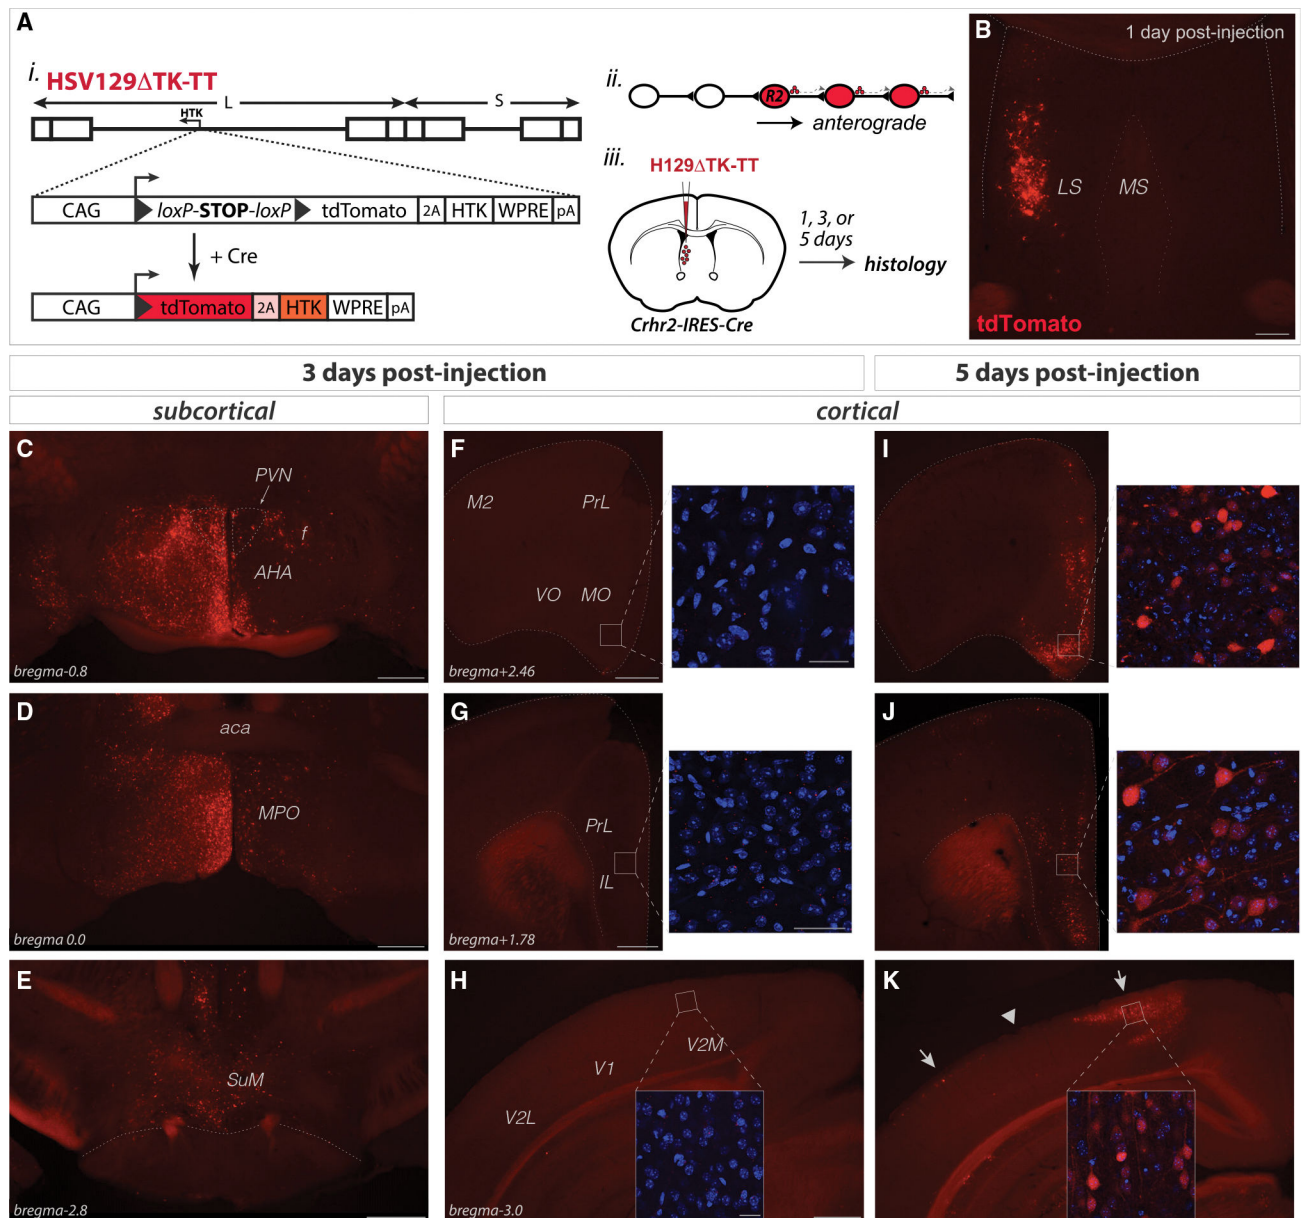 A
i. HSV129ΔTK-TT
L
S
HTK
CAG
loxP-STOP-loxP
tdTomato
2A
HTK
WPRE
pA
+ Cre
CAG
tdTomato
2A
HTK
WPRE
pA
ii.
R2
anterograde
iii.
H129ΔTK-TT
1, 3, or
5 days
histology
Crhr2-IRES-Cre
B
1 day post-injection
LS
MS
tdTomato
3 days post-injection
5 days post-injection
subcortical
cortical
C
PVN
f
AHA
bregma-0.8
D
aca
MPO
bregma 0.0
E
SuM
bregma-2.8
F
M2
PrL
VO
MO
bregma+2.46
G
PrL
IL
bregma+1.78
H
V2M
V1
V2L
bregma-3.0
I
J
K